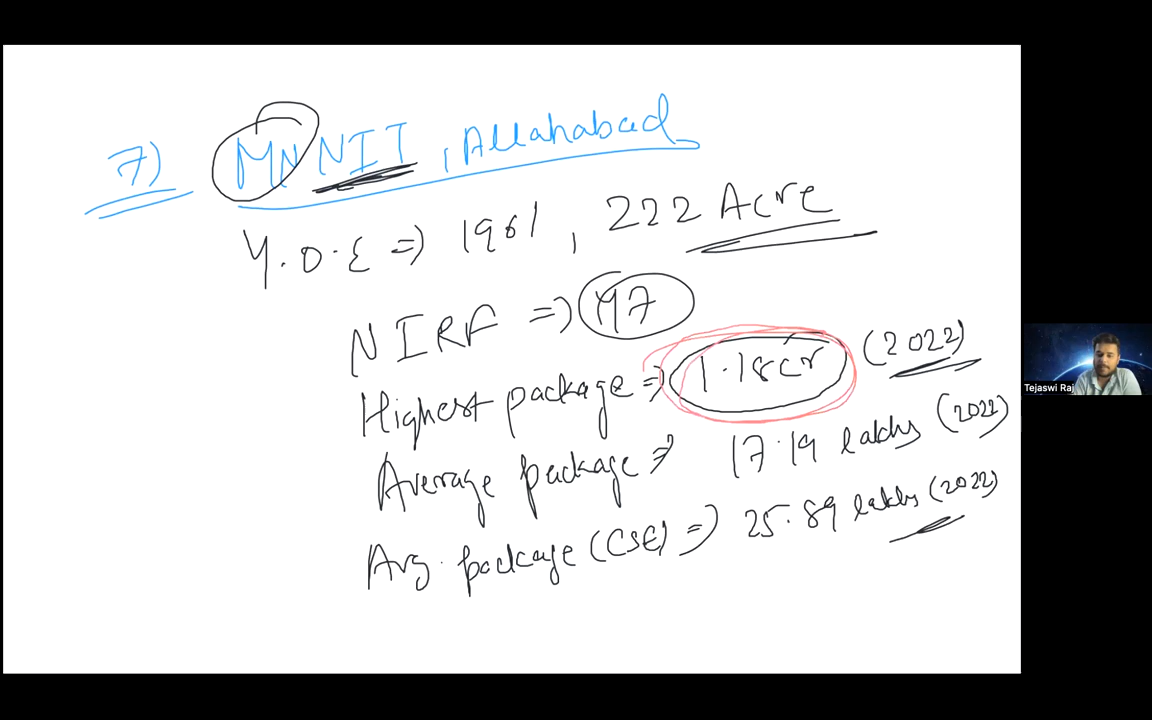 7) MNNIT, Allahabad
Y.O.E => 1961, 222 Acre
NIRF => 47
Highest package => 1.18cr (2022)
Average package => 17.19 lakhs (2022)
Avg. package (CSE) => 25.89 lakhs (2022)
Tejaswi Raj